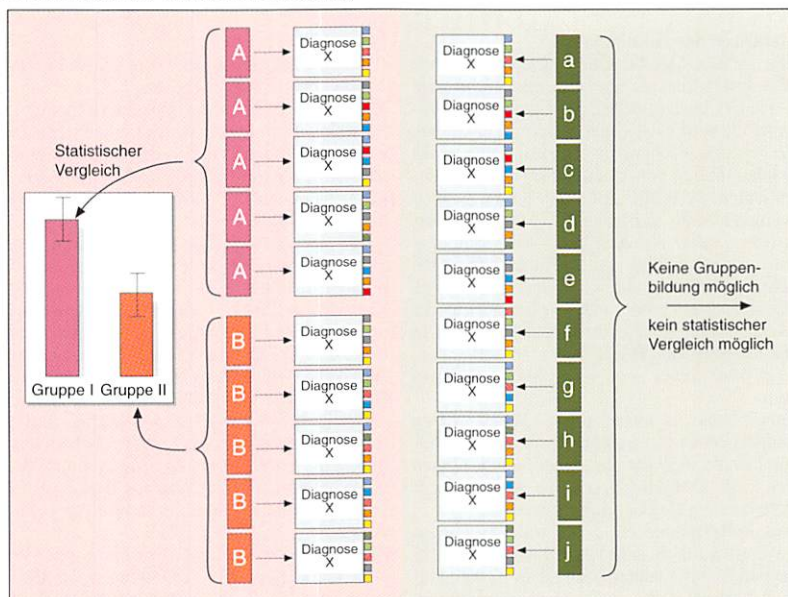 Statistischer
Vergleich
Gruppe I Gruppe II
A
Diagnose
X
A
Diagnose
X
A
Diagnose
X
A
Diagnose
X
A
Diagnose
X
B
Diagnose
X
B
Diagnose
X
B
Diagnose
X
B
Diagnose
X
B
Diagnose
X
Diagnose
X
a
Diagnose
X
b
Diagnose
X
c
Diagnose
X
d
Diagnose
X
e
Diagnose
X
f
Diagnose
X
g
Diagnose
X
h
Diagnose
X
i
Diagnose
X
j
Keine Gruppen-
bildung möglich
kein statistischer
Vergleich möglich